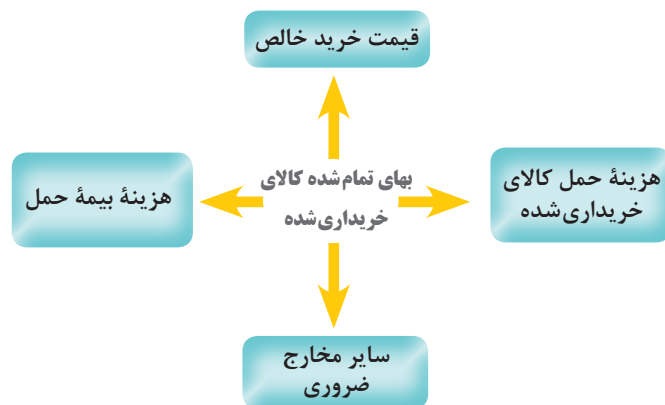 قیمت خرید خالص
هزینهٔ حمل کالای
خریداری‌شده
بهای تمام‌شده کالای
خریداری‌شده
هزینهٔ بیمهٔ حمل
سایر مخارج
ضروری